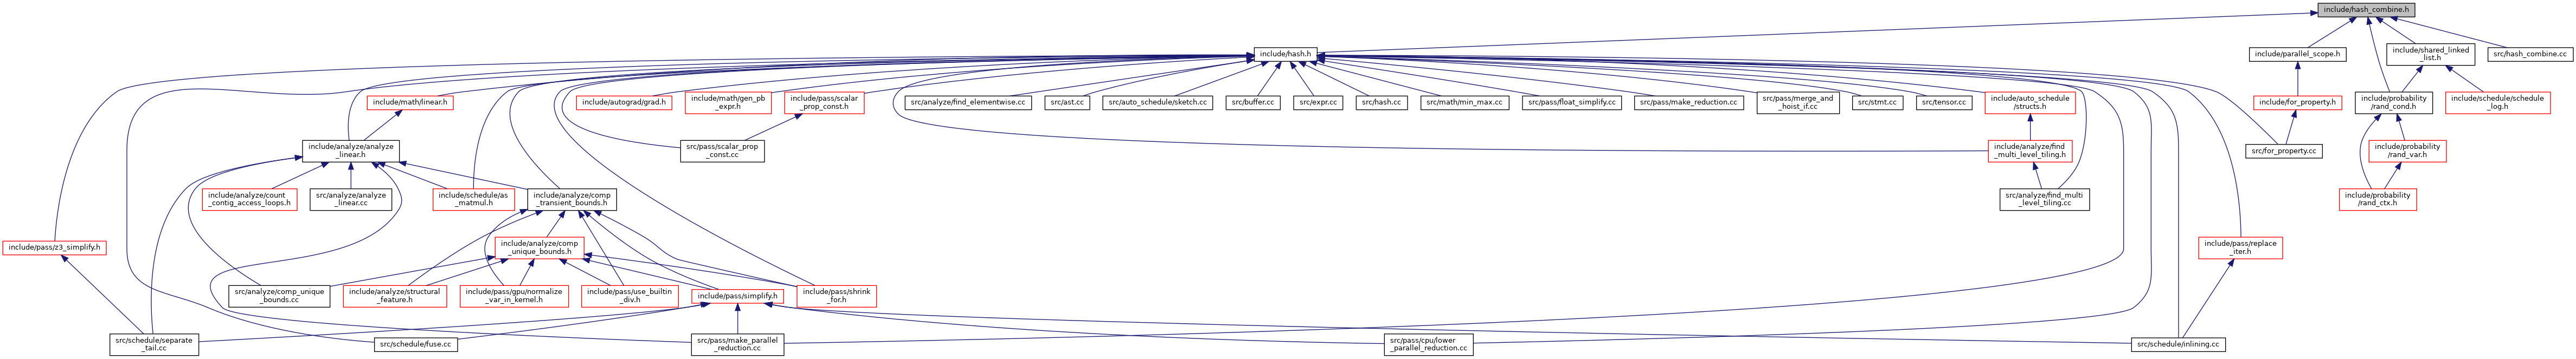 include/hash_combine.h
include/hash.h
include/parallel_scope.h
include/shared_linked
_list.h
src/hash_combine.cc
include/math/linear.h
include/autograd/grad.h
include/math/gen_pb
_expr.h
include/pass/scalar
_prop_const.h
src/analyze/find_elementwise.cc
src/ast.cc
src/auto_schedule/sketch.cc
src/buffer.cc
src/expr.cc
src/hash.cc
src/math/min_max.cc
src/pass/float_simplify.cc
src/pass/make_reduction.cc
src/pass/merge_and
_hoist_if.cc
src/stmt.cc
src/tensor.cc
include/auto_schedule
/structs.h
include/for_property.h
include/probability
/rand_cond.h
include/schedule/schedule
_log.h
include/analyze/analyze
_linear.h
src/pass/scalar_prop
_const.cc
include/analyze/find
_multi_level_tiling.h
src/for_property.cc
include/probability
/rand_var.h
include/analyze/count
_contig_access_loops.h
src/analyze/analyze
_linear.cc
include/schedule/as
_matmul.h
include/analyze/comp
_transient_bounds.h
src/analyze/find_multi
_level_tiling.cc
include/probability
/rand_ctx.h
include/pass/z3_simplify.h
include/analyze/comp
_unique_bounds.h
include/pass/replace
_iter.h
src/analyze/comp_unique
_bounds.cc
include/analyze/structural
_feature.h
include/pass/gpu/normalize
_var_in_kernel.h
include/pass/use_builtin
_div.h
include/pass/simplify.h
include/pass/shrink
_for.h
src/schedule/separate
_tail.cc
src/schedule/fuse.cc
src/pass/make_parallel
_reduction.cc
src/pass/cpu/lower
_parallel_reduction.cc
src/schedule/inlining.cc